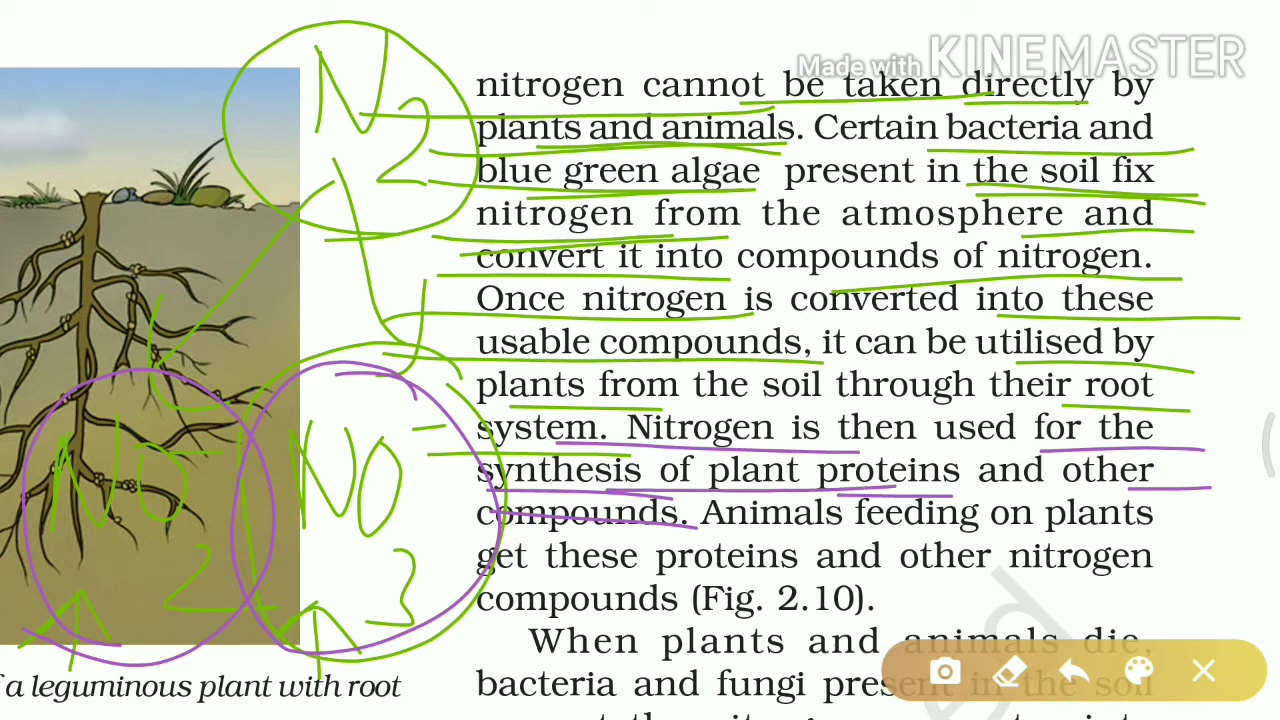 Made with KINEMASTER
nitrogen cannot be taken directly by
plants and animals. Certain bacteria and
blue green algae present in the soil fix
nitrogen from the atmosphere and
convert it into compounds of nitrogen.
Once nitrogen is converted into these
usable compounds, it can be utilised by
plants from the soil through their root
system. Nitrogen is then used for the
synthesis of plant proteins and other
compounds. Animals feeding on plants
get these proteins and other nitrogen
compounds (Fig. 2.10).
When plants and animals die,
bacteria and fungi present in the soil
N2
NO2-
NO3-
f a leguminous plant with root